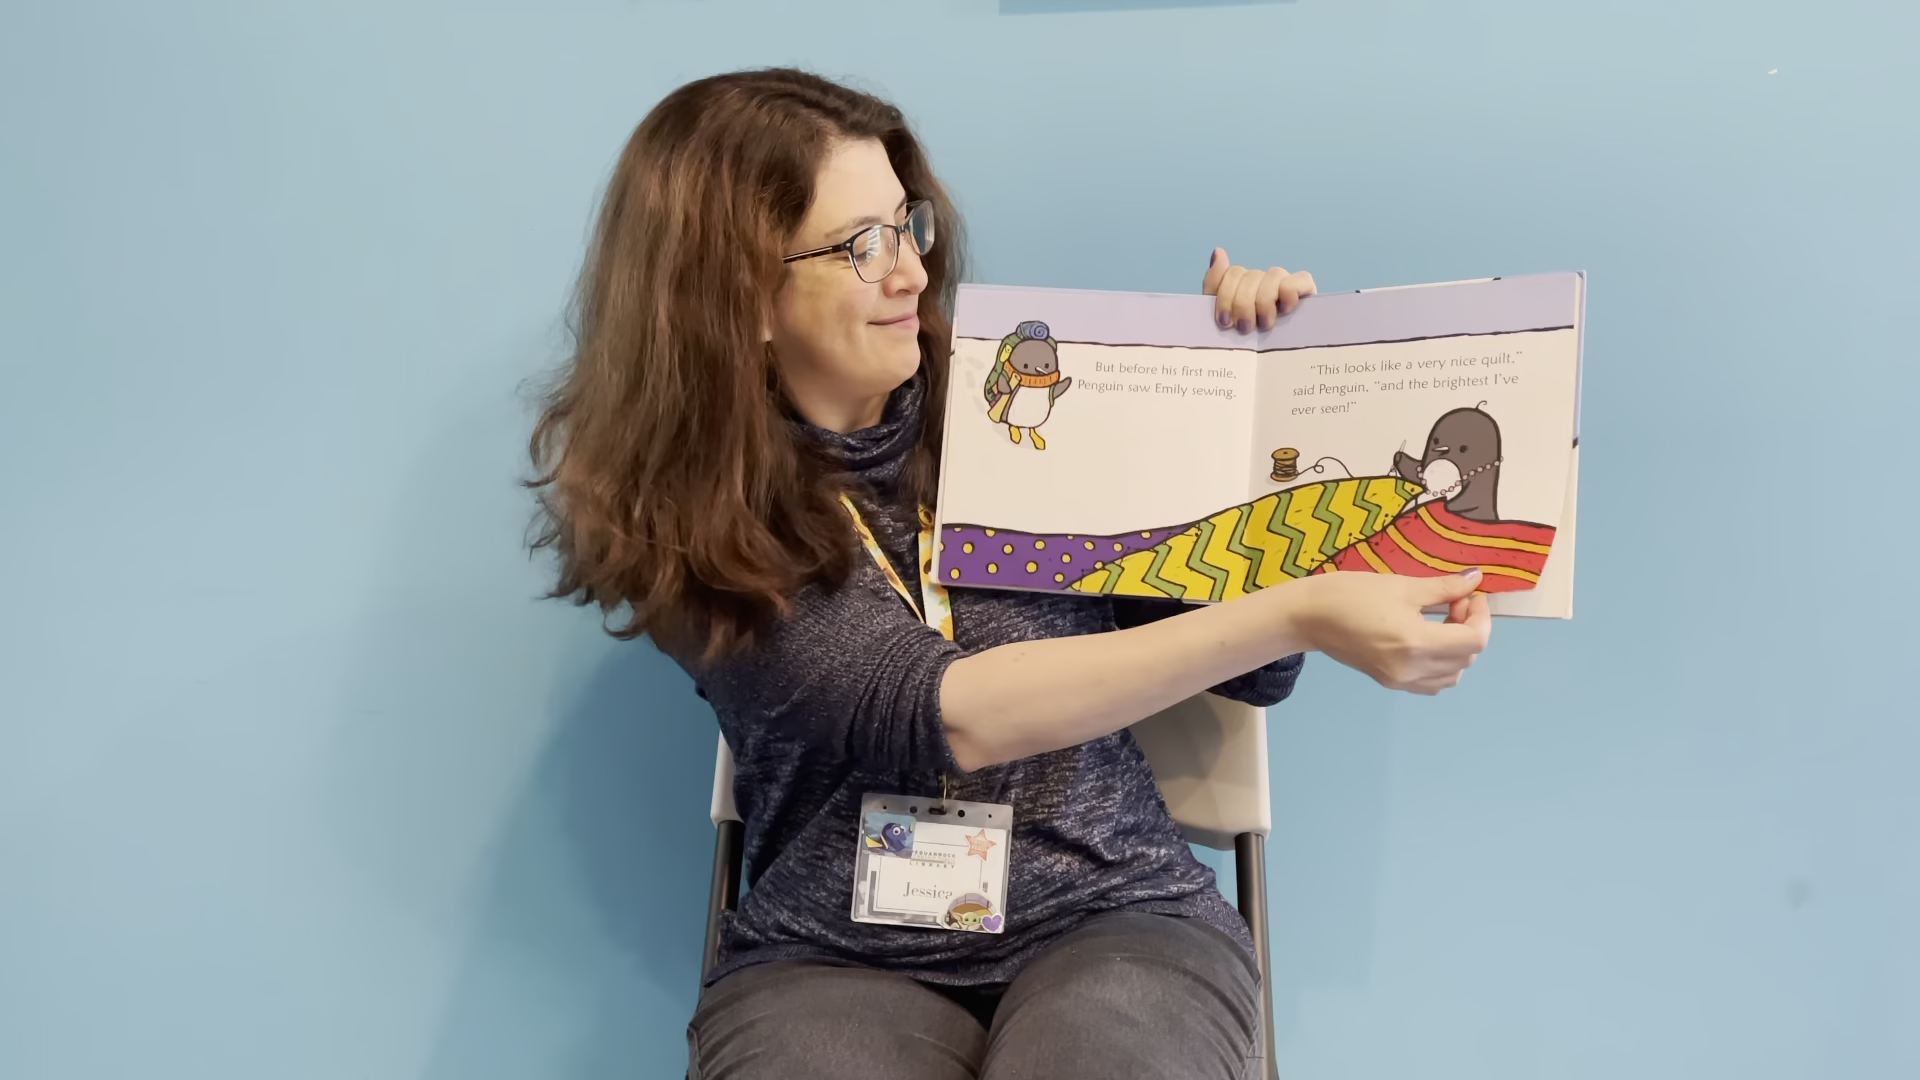 But before his first mile,
Penguin saw Emily sewing.
"This looks like a very nice quilt,"
said Penguin, "and the brightest I've
ever seen!"
LIBRARY
Jessica